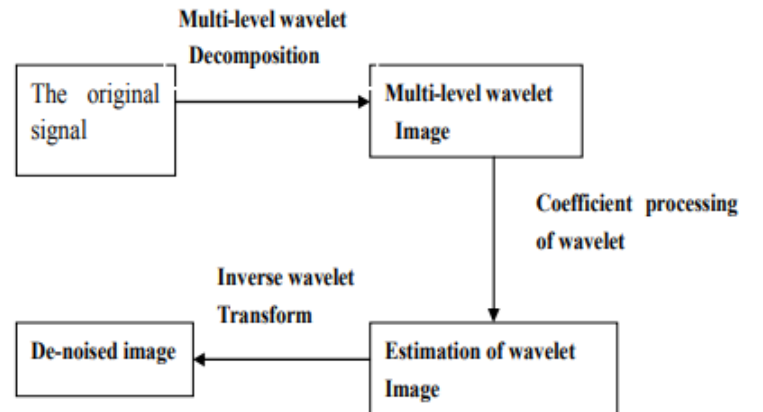 Multi-level wavelet
Decomposition
The original
signal
Multi-level wavelet
Image
Coefficient processing
of wavelet
Inverse wavelet
Transform
De-noised image
Estimation of wavelet
Image